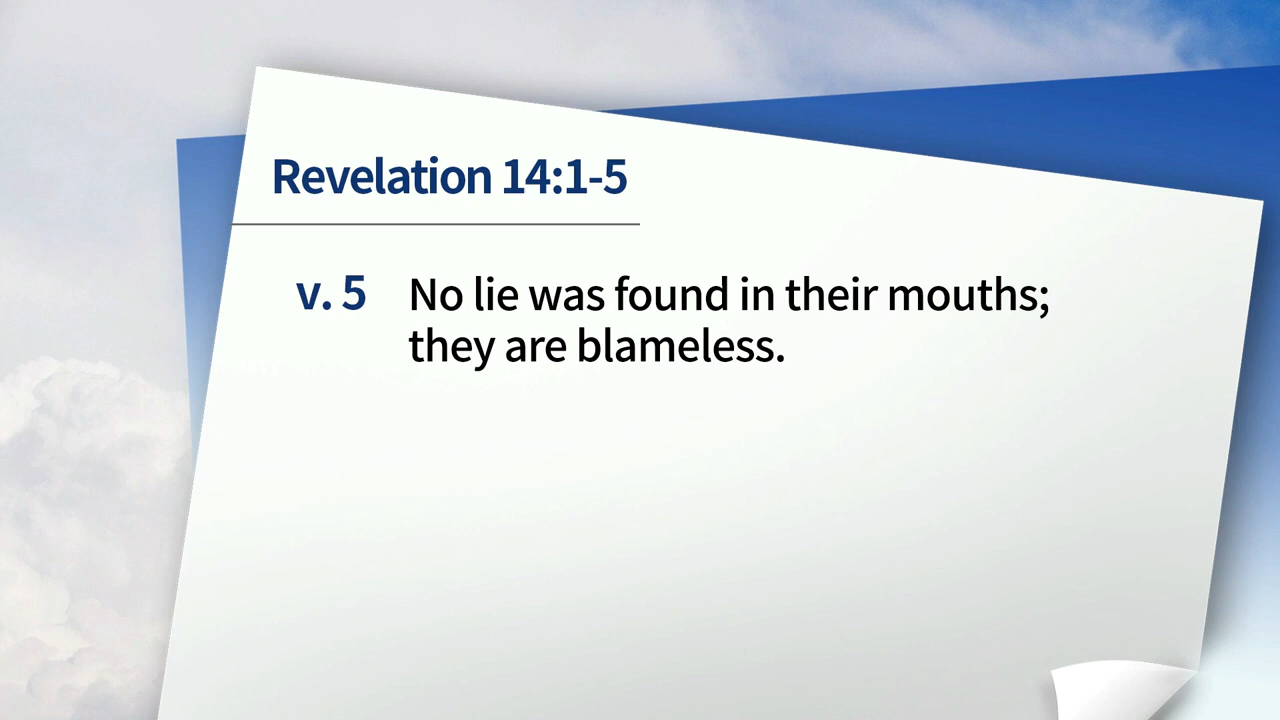 Revelation 14:1-5
v. 5 No lie was found in their mouths;
they are blameless.